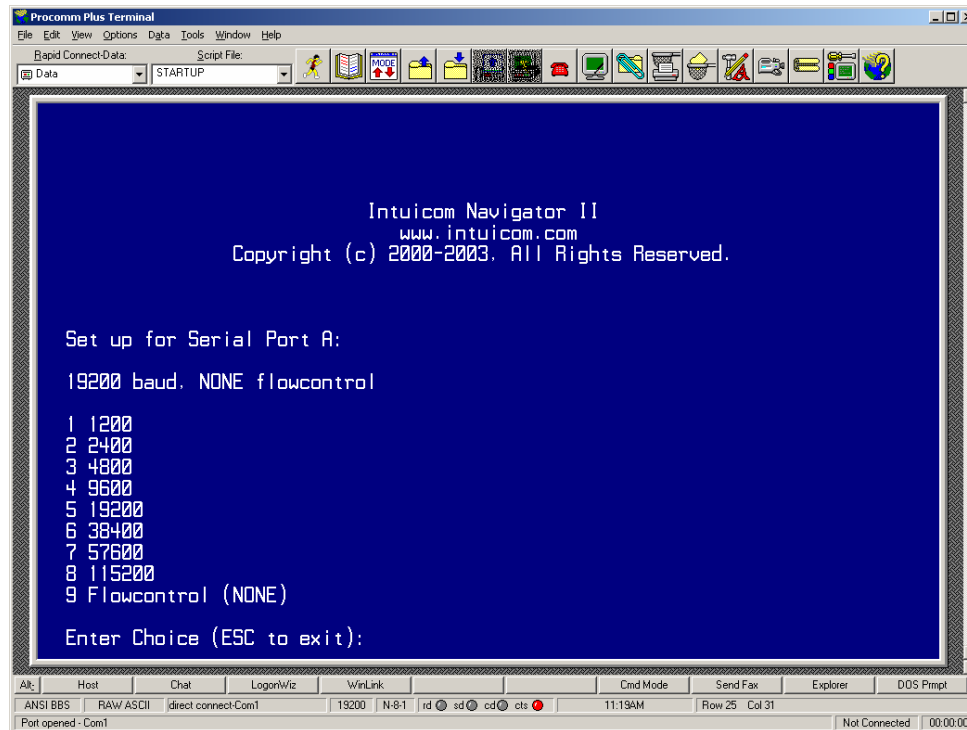 Procomm Plus Terminal
File Edit View Options Data Tools Window Help
Rapid Connect-Data: Script File:
Data STARTUP
MODE
Intuicom Navigator II
www.intuicom.com
Copyright (c) 2000-2003, All Rights Reserved.
Set up for Serial Port A:
19200 baud, NONE flowcontrol
1 1200
2 2400
3 4800
4 9600
5 19200
6 38400
7 57600
8 115200
9 Flowcontrol (NONE)
Enter Choice (ESC to exit):
Alt- Host Chat LogonWiz WinLink Cmd Mode Send Fax Explorer DOS Prmpt
ANSI BBS RAW ASCII direct connect-Com1 19200 N-8-1 rd sd cd cts 11:19AM Row 25 Col 31
Port opened - Com1 Not Connected 00:00:00